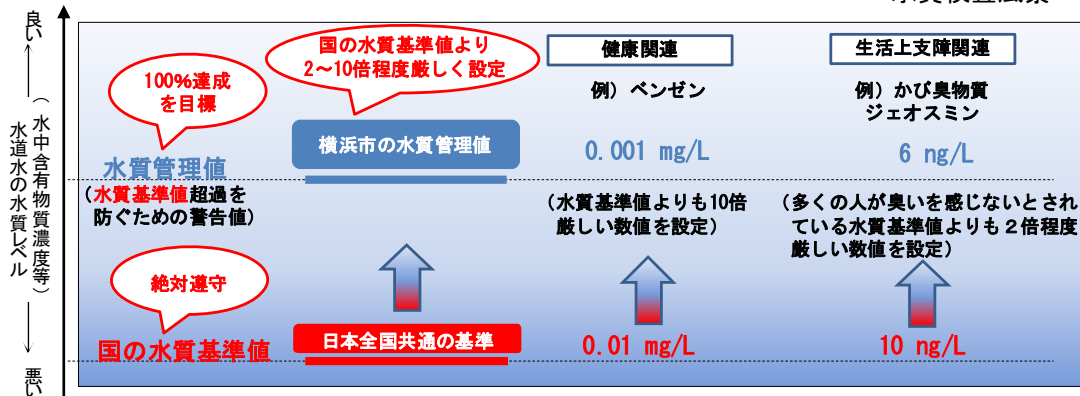 良い
水道水の水質レベル
（水中含有物質濃度等）
悪い
100%達成
を目標
水質管理値
（水質基準値超過を
防ぐための警告値）
絶対遵守
国の水質基準値
国の水質基準値より
2～10倍程度厳しく設定
横浜市の水質管理値
日本全国共通の基準
健康関連
例）ベンゼン
0.001 mg/L
（水質基準値よりも10倍
厳しい数値を設定）
0.01 mg/L
生活上支障関連
例）かび臭物質
ジェオスミン
6 ng/L
（多くの人が臭いを感じないとされ
ている水質基準値よりも２倍程度
厳しい数値を設定）
10 ng/L